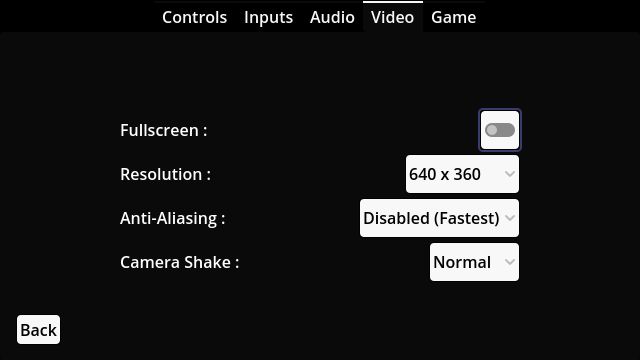 Controls Inputs Audio Video Game
Fullscreen :
Resolution : 640 x 360
Anti-Aliasing : Disabled (Fastest)
Camera Shake : Normal
Back